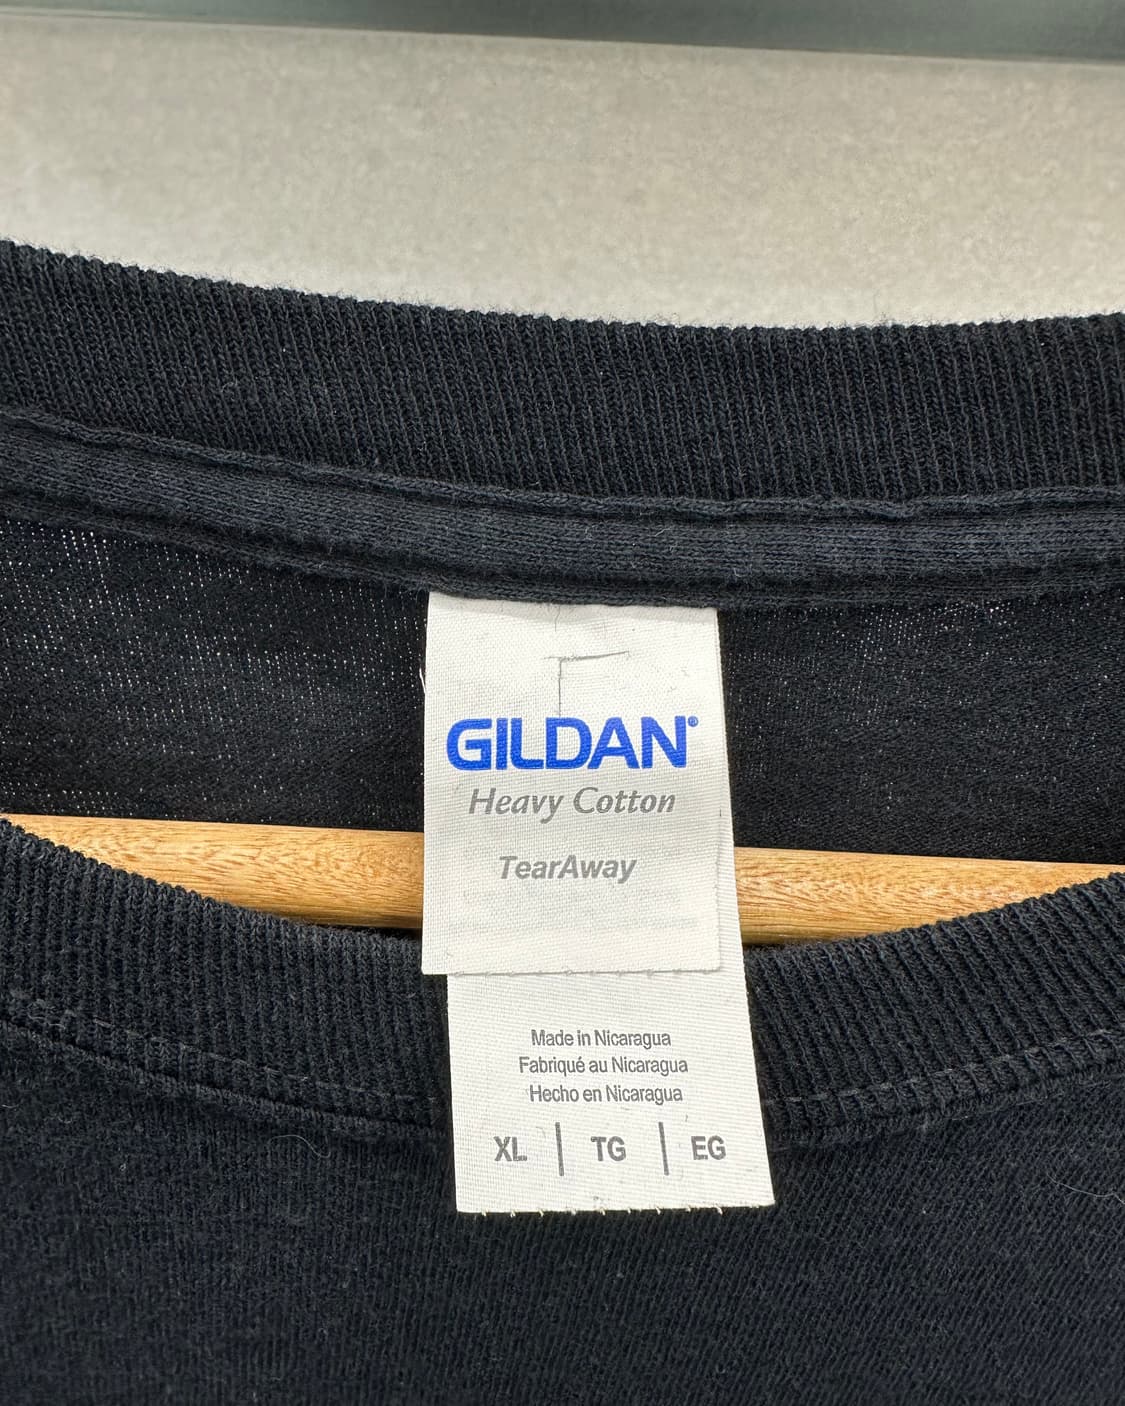 GILDAN®
Heavy Cotton
TearAway
Made in Nicaragua
Fabriqué au Nicaragua
Hecho en Nicaragua
XL | TG | EG